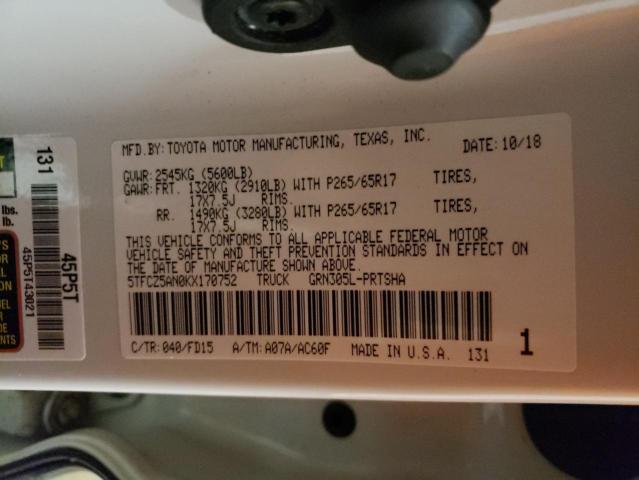 MFD.BY:TOYOTA MOTOR MANUFACTURING, TEXAS, INC. DATE:10/18
GVWR:2545KG (5600LB)
GAWR:FRT. 1320KG (2910LB) WITH P265/65R17 TIRES,
17X7.5J RIMS.
RR. 1490KG (3280LB) WITH P265/65R17 TIRES,
17X7.5J RIMS.
THIS VEHICLE CONFORMS TO ALL APPLICABLE FEDERAL MOTOR
VEHICLE SAFETY AND THEFT PREVENTION STANDARDS IN EFFECT ON
THE DATE OF MANUFACTURE SHOWN ABOVE.
5TFCZ5AN0KX170752 TRUCK GRN305L-PRTSHA
C/TR:040/FD15 A/TM:A07A/AC60F MADE IN U.S.A. 131 1
131
45P5T
45P5T43021
lbs.
lb.